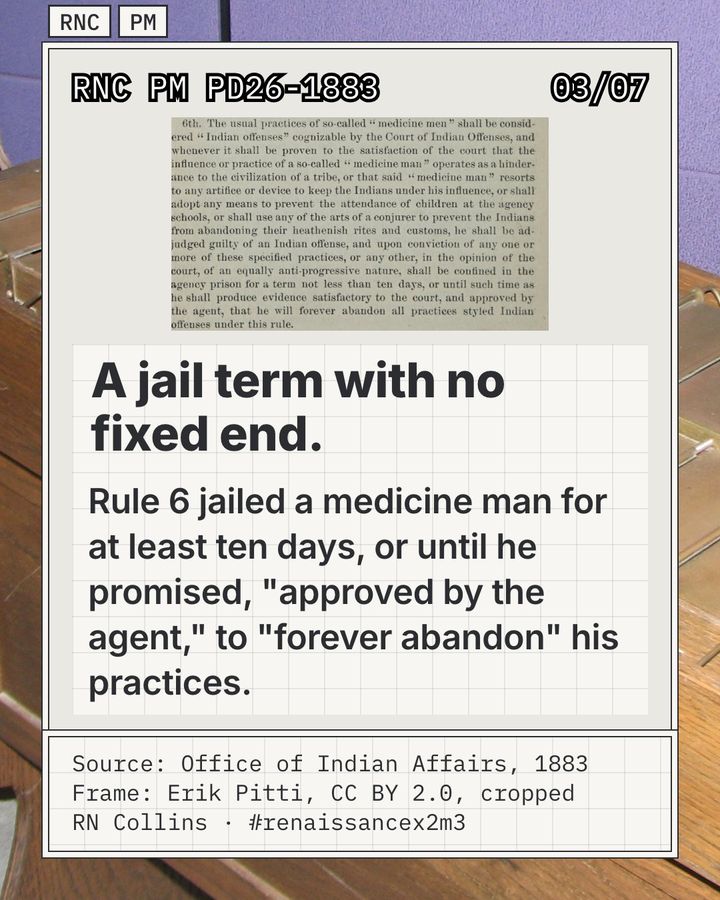 RNC PM
RNC PM PD26-1883 03/07
6th. The usual practices of so-called "medicine men" shall be consid-
ered "Indian offenses" cognizable by the Court of Indian Offenses, and
whenever it shall be proven to the satisfaction of the court that the
influence or practice of a so-called "medicine man" operates as a hinder-
ance to the civilization of a tribe, or that said "medicine man" resorts
to any artifice or device to keep the Indians under his influence, or shall
adopt any means to prevent the attendance of children at the agency
schools, or shall use any of the arts of a conjurer to prevent the Indians
from abandoning their heathenish rites and customs, he shall be ad-
judged guilty of an Indian offense, and upon conviction of any one or
more of these specified practices, or any other, in the opinion of the
court, of an equally anti-progressive nature, shall be confined in the
agency prison for a term not less than ten days, or until such time as
he shall produce evidence satisfactory to the court, and approved by
the agent, that he will forever abandon all practices styled Indian
offenses under this rule.
A jail term with no
fixed end.
Rule 6 jailed a medicine man for
at least ten days, or until he
promised, "approved by the
agent," to "forever abandon" his
practices.
Source: Office of Indian Affairs, 1883
Frame: Erik Pitti, CC BY 2.0, cropped
RN Collins · #renaissancex2m3